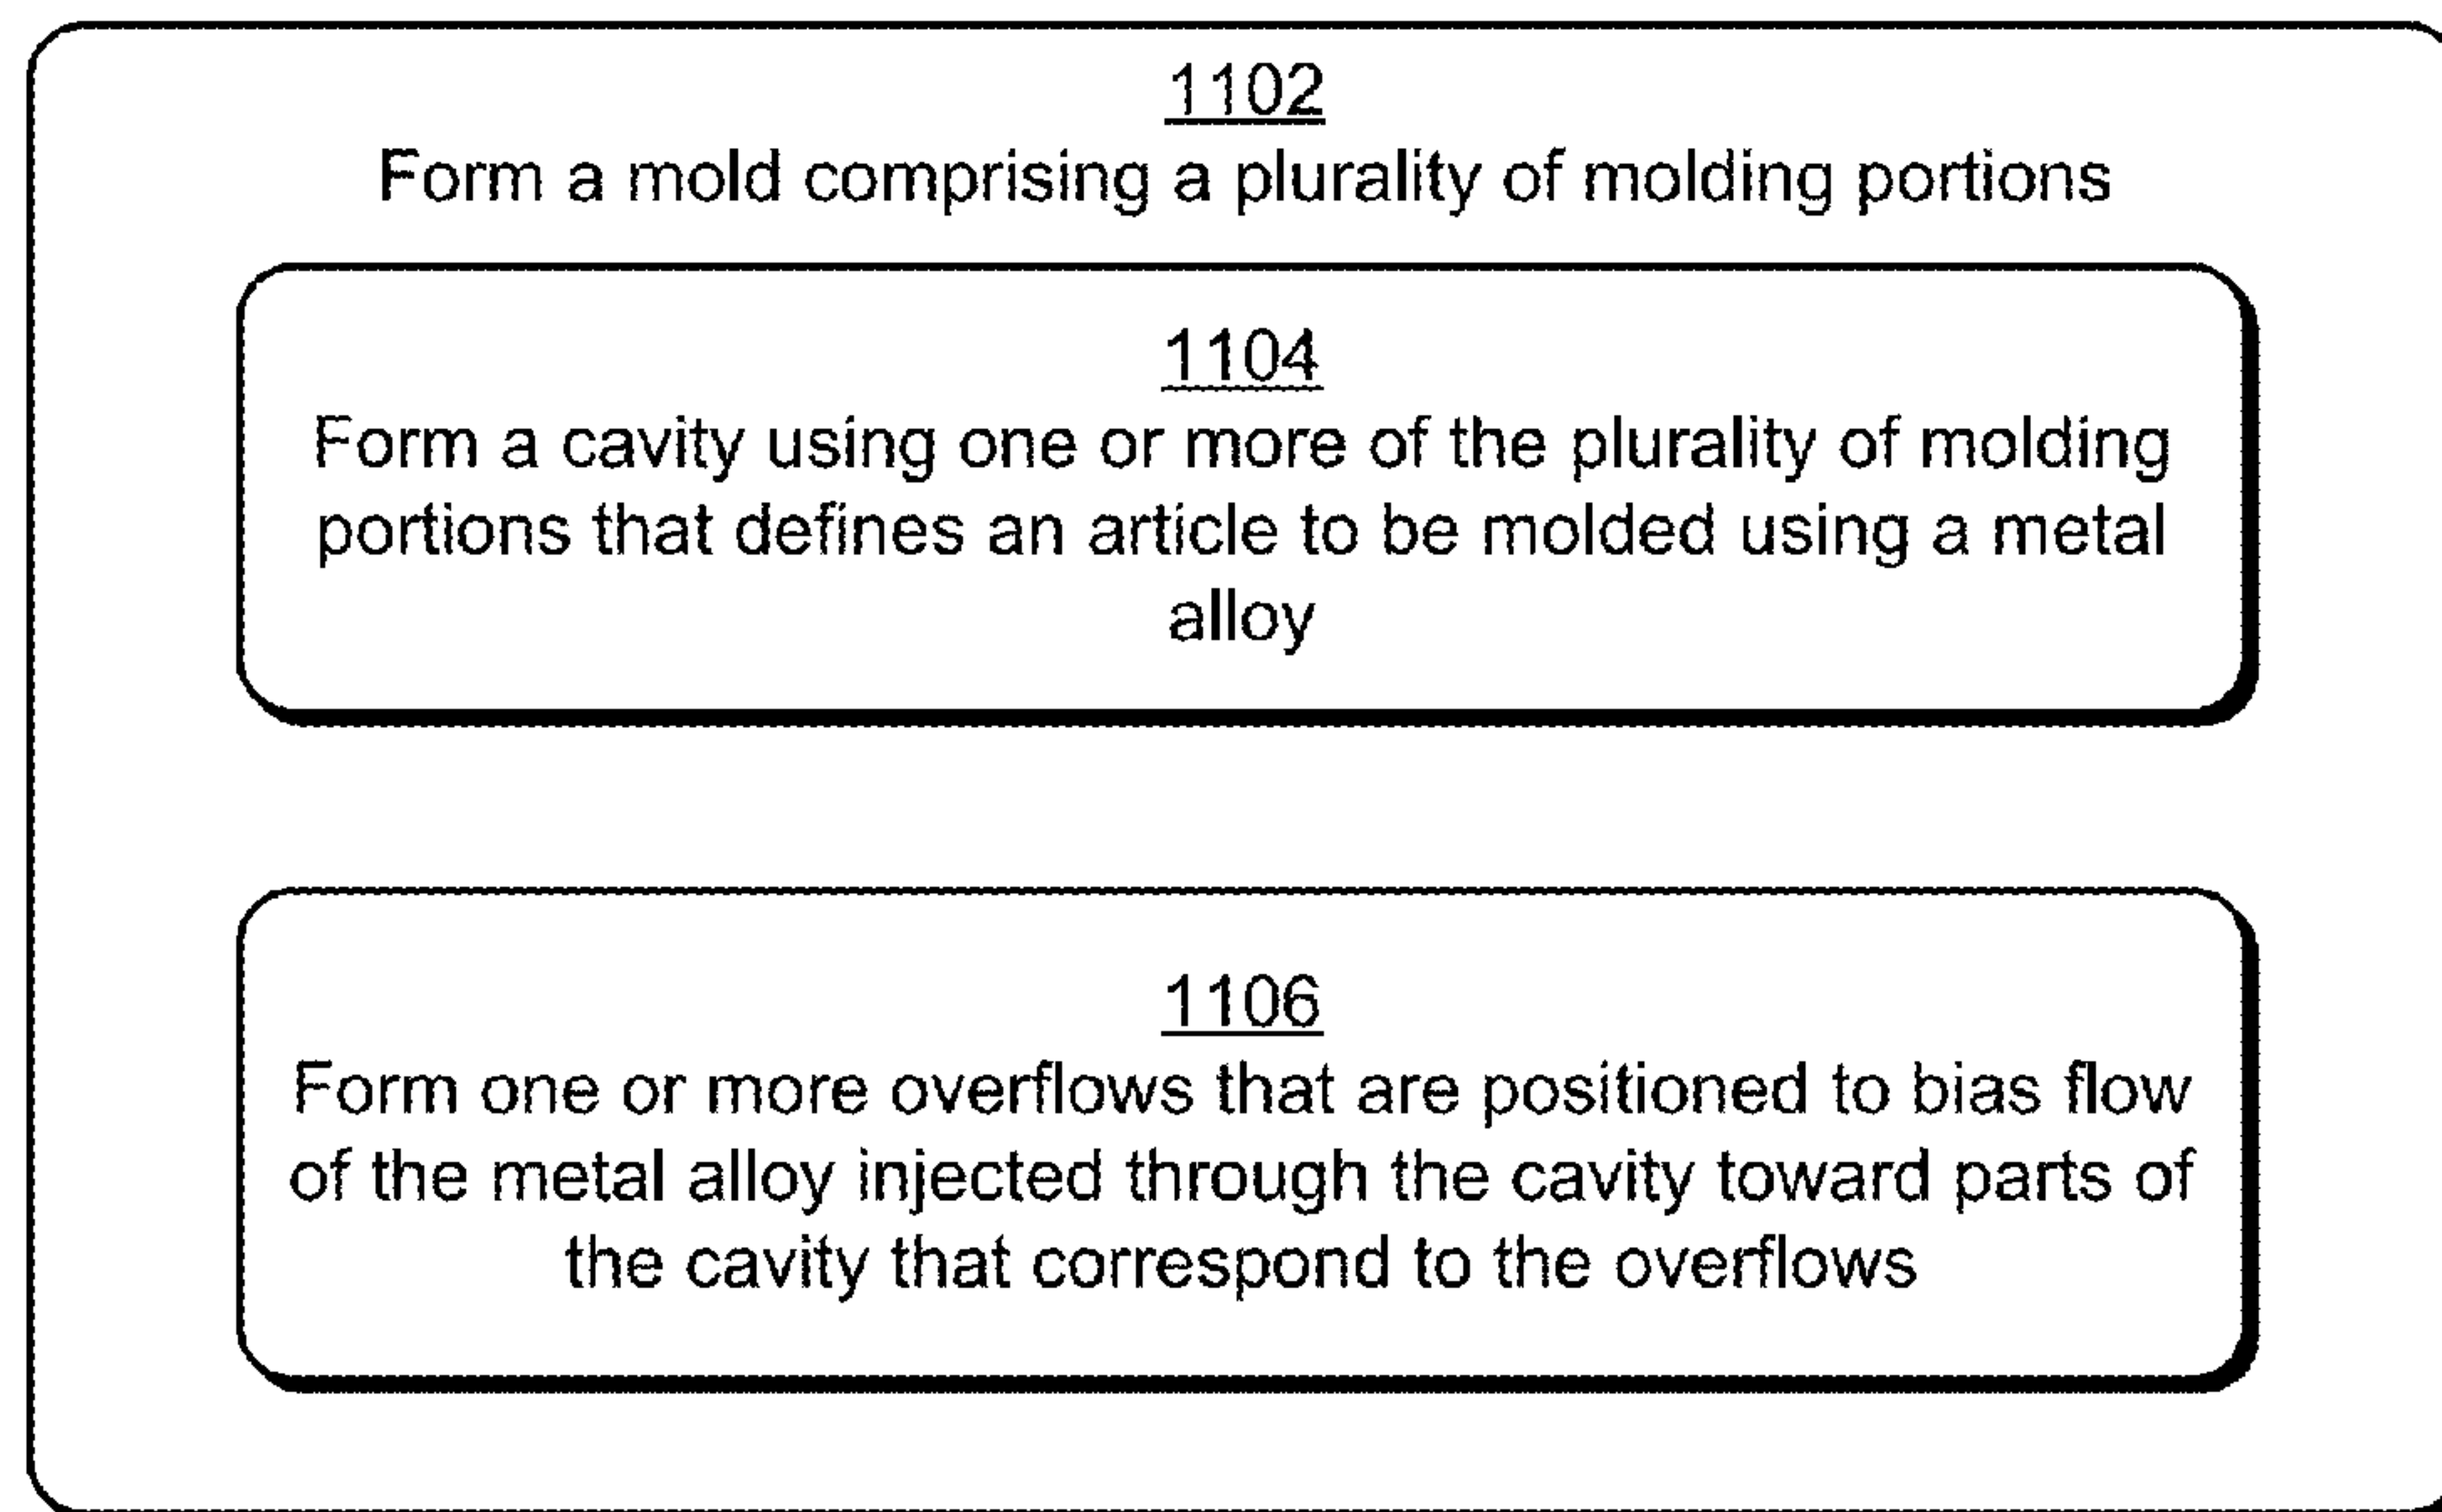 1102
Form a mold comprising a plurality of molding portions
1104
Form a cavity using one or more of the plurality of molding
portions that defines an article to be molded using a metal
alloy
1106
Form one or more overflows that are positioned to bias flow
of the metal alloy injected through the cavity toward parts of
the cavity that correspond to the overflows